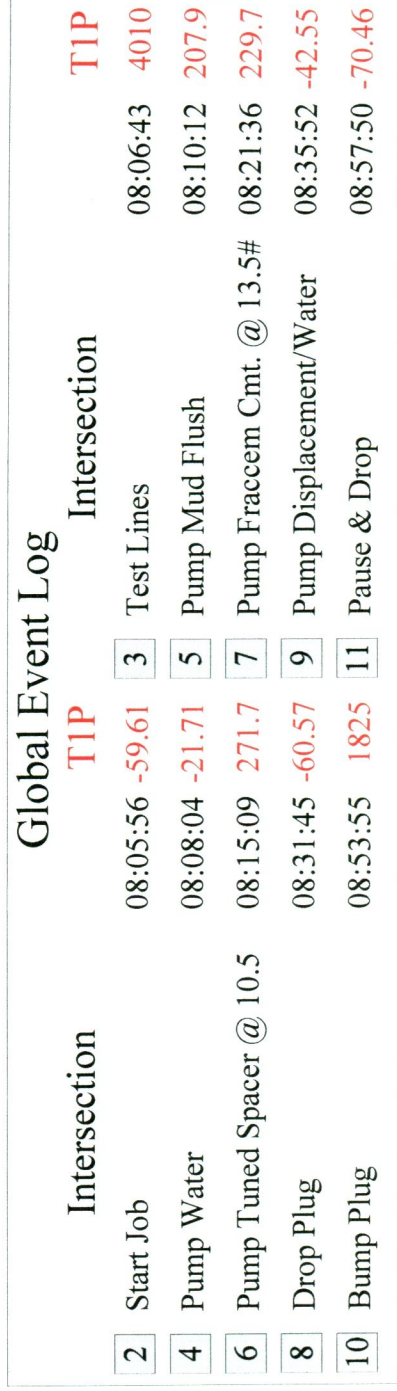 Global Event Log
Intersection T1P Intersection T1P
2 Start Job 08:05:56 -59.61 3 Test Lines 08:06:43 4010
4 Pump Water 08:08:04 -21.71 5 Pump Mud Flush 08:10:12 207.9
6 Pump Tuned Spacer @ 10.5 08:15:09 271.7 7 Pump Fraccem Cmt. @ 13.5# 08:21:36 229.7
8 Drop Plug 08:31:45 -60.57 9 Pump Displacement/Water 08:35:52 -42.55
10 Bump Plug 08:53:55 1825 11 Pause & Drop 08:57:50 -70.46